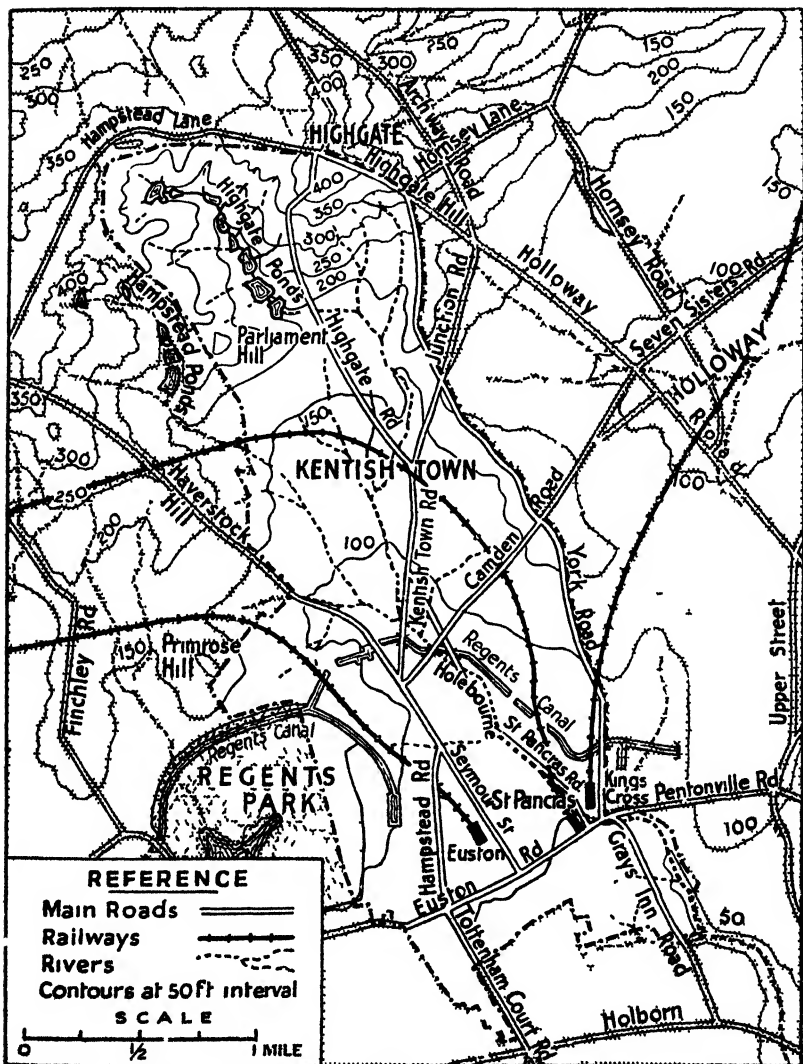 250
300
350
Hampstead Lane
350
400
300
250
150
200
150
Archway Road
HIGHGATE
Hornsey Lane
Highgate Hill
Hornsey Road
150
400
350
300
250
200
Highgate Ponds
Hampstead Ponds
400
Parliament
Hill
Highgate Rd
Junction Rd
Holloway
Road
100
Seven Sisters Rd
HOLLOWAY
100
350
300
250
200
150
KENTISH TOWN
Haverstock
Hill
100
Kentish Town Rd
Camden Road
York
Road
Finchley Rd
150
Primrose
Hill
Regents
Canal
Holebourne
St Pancras Rd
Upper Street
Regents Canal
REGENTS
PARK
Hampstead Rd
Seymour St
St Pancras
Kings
Cross
Pentonville Rd
100
Euston
Euston Rd
Grays Inn
Road
50
Tottenham Court Rd
Holborn
REFERENCE
Main Roads
Railways
Rivers
Contours at 50ft interval
SCALE
0 ½ 1 MILE